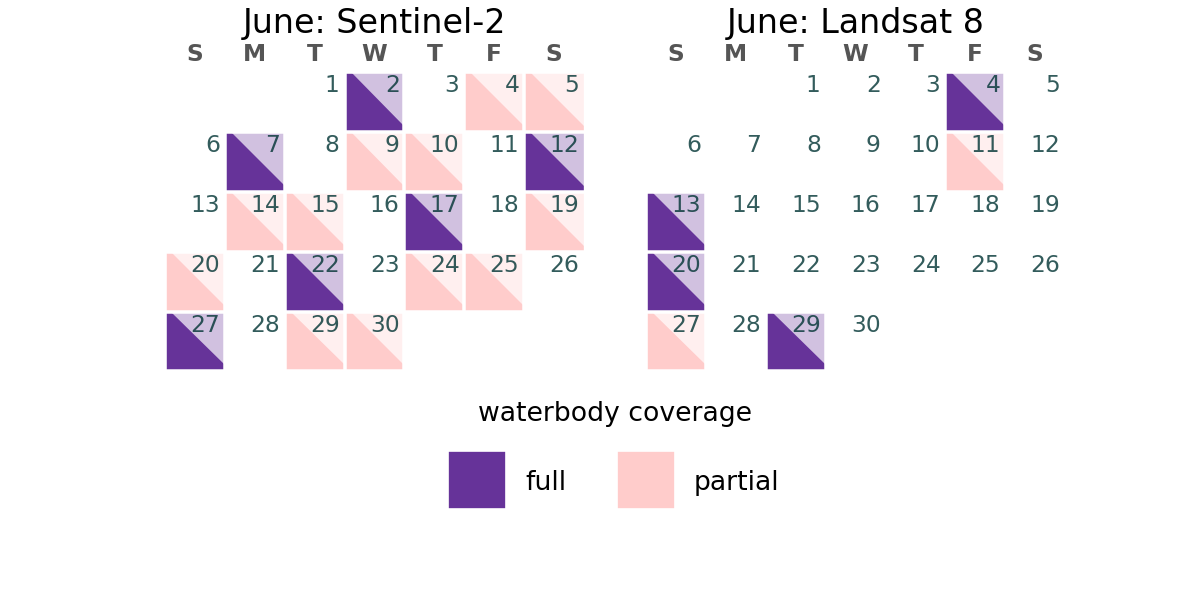 June: Sentinel-2
S M T W T F S
1 2 3 4 5
6 7 8 9 10 11 12
13 14 15 16 17 18 19
20 21 22 23 24 25 26
27 28 29 30
June: Landsat 8
S M T W T F S
1 2 3 4 5
6 7 8 9 10 11 12
13 14 15 16 17 18 19
20 21 22 23 24 25 26
27 28 29 30
waterbody coverage
full partial